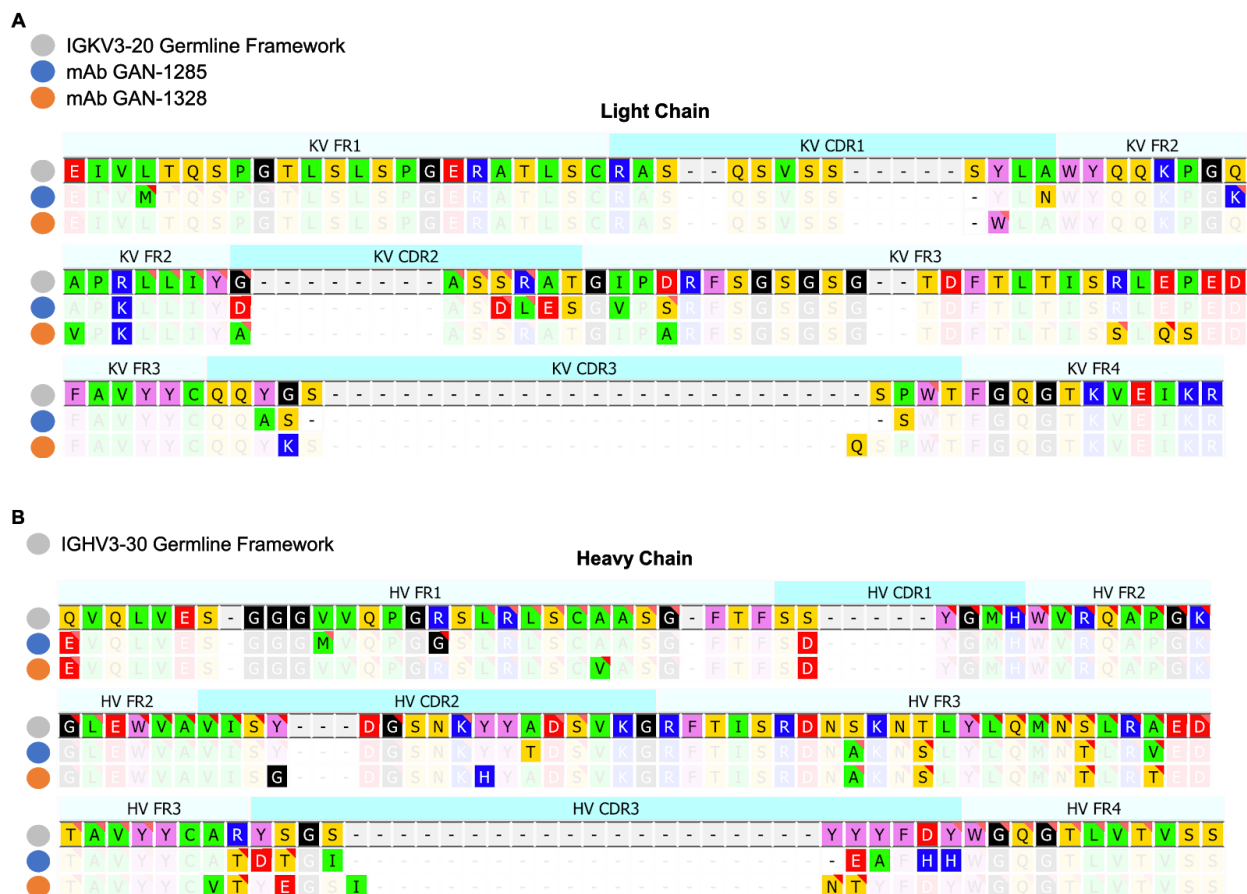 A
IGKV3-20 Germline Framework
mAb GAN-1285
mAb GAN-1328
Light Chain
KV FR1 KV CDR1 KV FR2
E I V L T Q S P G T L S L S P G E R A T L S C R A S - - Q S V S S - - - - - S Y L A W Y Q Q K P G Q
E I V M T Q S P G T L S L S P G E R A T L S C R A S - - Q S V S S - - - - - - Y L N W Y Q Q K P G K
E I V L T Q S P G T L S L S P G E R A T L S C R A S - - Q S V S S - - - - - - W L A W Y Q Q K P G Q
KV FR2 KV CDR2 KV FR3
A P R L L I Y G - - - - - - - - A S S R A T G I P D R F S G S G S G - - T D F T L T I S R L E P E D
A P K L L I Y D - - - - - - - - A S D L E S G V P S R F S G S G S G - - T D F T L T I S R L E P E D
V P K L L I Y A - - - - - - - - A S S R A T G I P A R F S G S G S G - - T D F T L T I S S L Q S E D
KV FR3 KV CDR3 KV FR4
F A V Y Y C Q Q Y G S - - - - - - - - - - - - - - - - - - - - - - - S P W T F G Q G T K V E I K R
F A V Y Y C Q Q A S - - - - - - - - - - - - - - - - - - - - - - - - - S W T F G Q G T K V E I K R
F A V Y Y C Q Q Y K S - - - - - - - - - - - - - - - - - - - - - - Q S P W T F G Q G T K V E I K R
B
IGHV3-30 Germline Framework
Heavy Chain
HV FR1 HV CDR1 HV FR2
Q V Q L V E S - G G G V V Q P G R S L R L S C A A S G - F T F S S - - - - - Y G M H W V R Q A P G K
E V Q L V E S - G G G M V Q P G G S L R L S C A A S G - F T F S D - - - - - Y G M H W V R Q A P G K
E V Q L V E S - G G G V V Q P G R S L R L S C V A S G - F T F S D - - - - - Y G M H W V R Q A P G K
HV FR2 HV CDR2 HV FR3
G L E W V A V I S Y - - - D G S N K Y Y A D S V K G R F T I S R D N S K N T L Y L Q M N S L R A E D
G L E W V A V I S Y - - - D G S N K Y Y T D S V K G R F T I S R D N A K N S L Y L Q M N T L R V E D
G L E W V A V I S G - - - D G S N K H Y A D S V K G R F T I S R D N A K N S L Y L Q M N T L R T E D
HV FR3 HV CDR3 HV FR4
T A V Y Y C A R Y S G S - - - - - - - - - - - - - - - - - - - - Y Y Y F D Y W G Q G T L V T V S S
T A V Y Y C A T D T G I - - - - - - - - - - - - - - - - - - - - - E A F H H W G Q G T L V T V S S
T A V Y Y C V T Y E G S I - - - - - - - - - - - - - - - - - - - N T Y F D Y W G Q G T L V T V S S